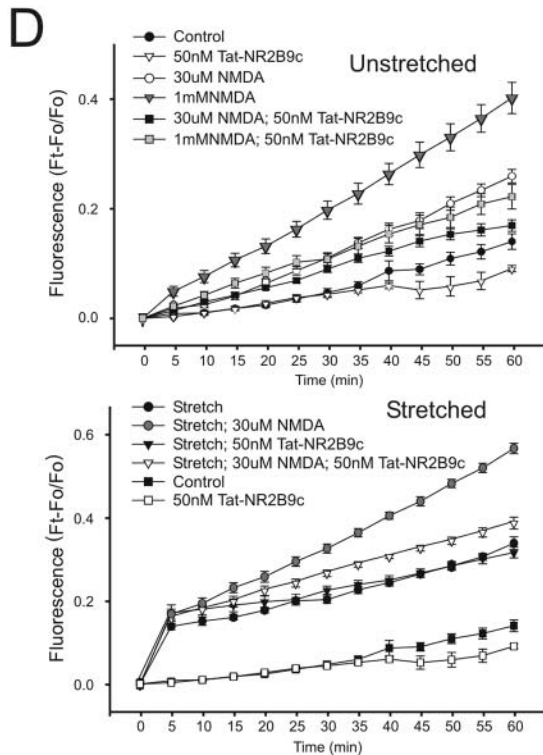 D
Control
50nM Tat-NR2B9c
Unstretched
30uM NMDA
1mMNMDA
30uM NMDA; 50nM Tat-NR2B9c
1mMNMDA; 50nM Tat-NR2B9c
Fluorescence (Ft-Fo/Fo)
0.4
0.2
0.0
0 5 10 15 20 25 30 35 40 45 50 55 60
Time (min)
Stretch
Stretched
Stretch; 30uM NMDA
Stretch; 50nM Tat-NR2B9c
Stretch; 30uM NMDA; 50nM Tat-NR2B9c
Control
50nM Tat-NR2B9c
Fluorescence (Ft-Fo/Fo)
0.6
0.4
0.2
0.0
0 5 10 15 20 25 30 35 40 45 50 55 60
Time (min)